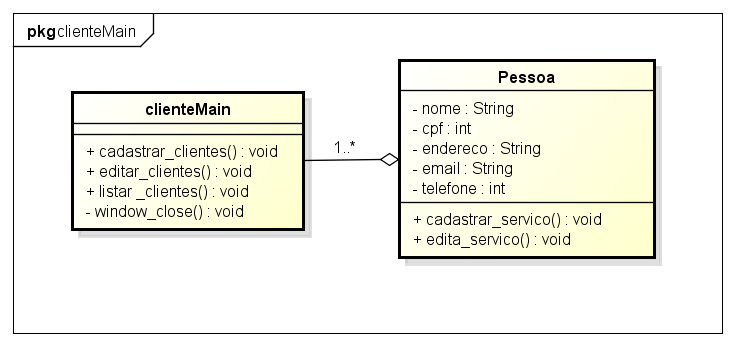 pkg clienteMain
clienteMain
+ cadastrar_clientes() : void
+ editar_clientes() : void
+ listar _clientes() : void
- window_close() : void
1..*
Pessoa
- nome : String
- cpf : int
- endereco : String
- email : String
- telefone : int
+ cadastrar_servico() : void
+ edita_servico() : void